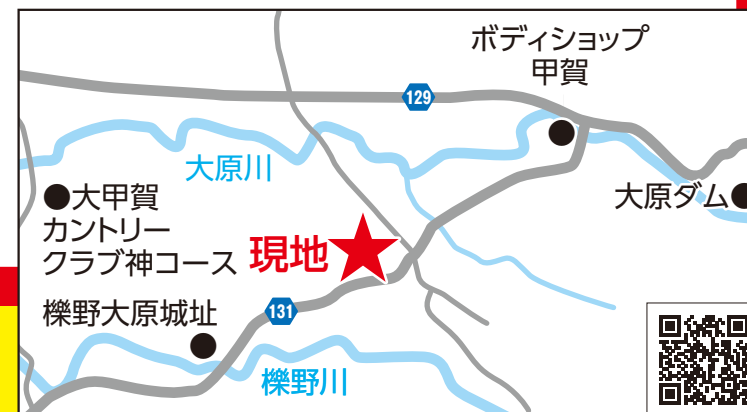 ボディショップ
甲賀
129
大原川
大原ダム
大甲賀
カントリー
クラブ神コース
現地
131
櫟野大原城址
櫟野川